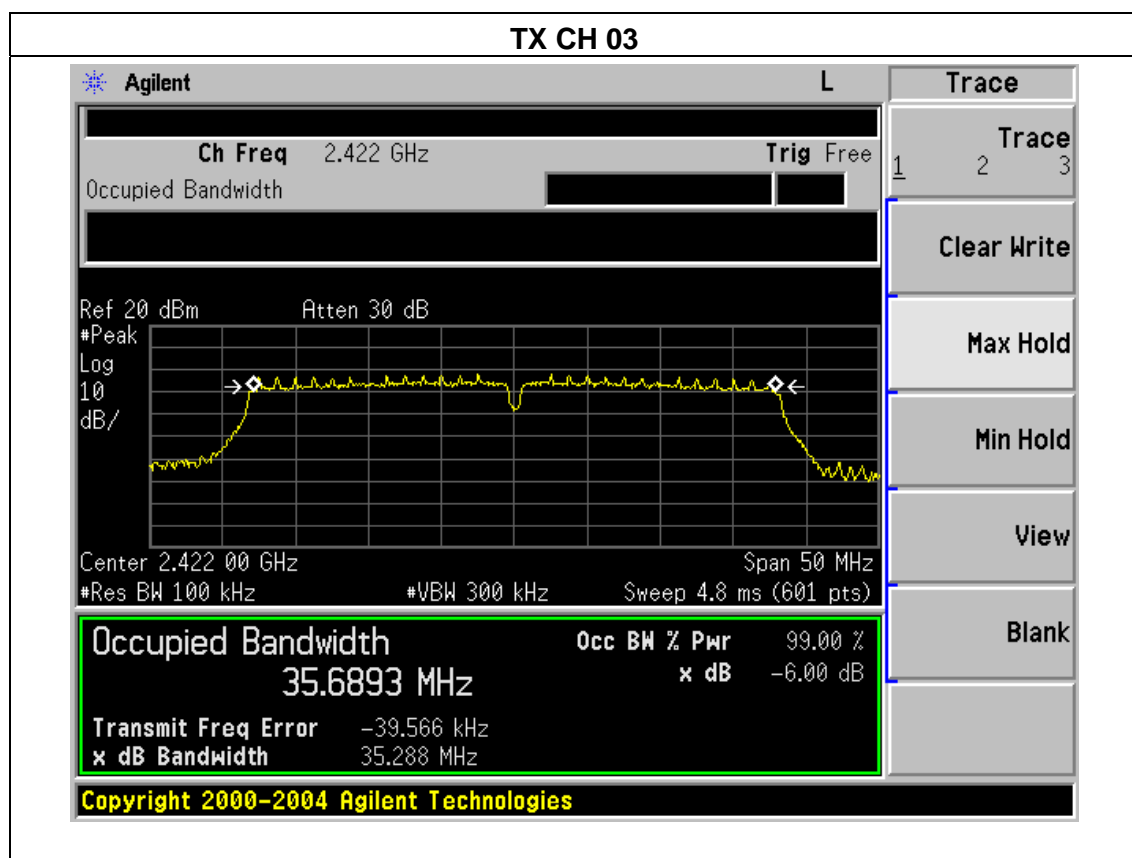 TX CH 03
Agilent L Trace
Ch Freq 2.422 GHz Trig Free
Occupied Bandwidth
Trace
1 2 3
Clear Write
Max Hold
Min Hold
View
Blank
Ref 20 dBm Atten 30 dB
#Peak
Log
10
dB/
Center 2.422 00 GHz Span 50 MHz
#Res BW 100 kHz #VBW 300 kHz Sweep 4.8 ms (601 pts)
Occupied Bandwidth Occ BW % Pwr 99.00 %
35.6893 MHz x dB -6.00 dB
Transmit Freq Error -39.566 kHz
x dB Bandwidth 35.288 MHz
Copyright 2000-2004 Agilent Technologies